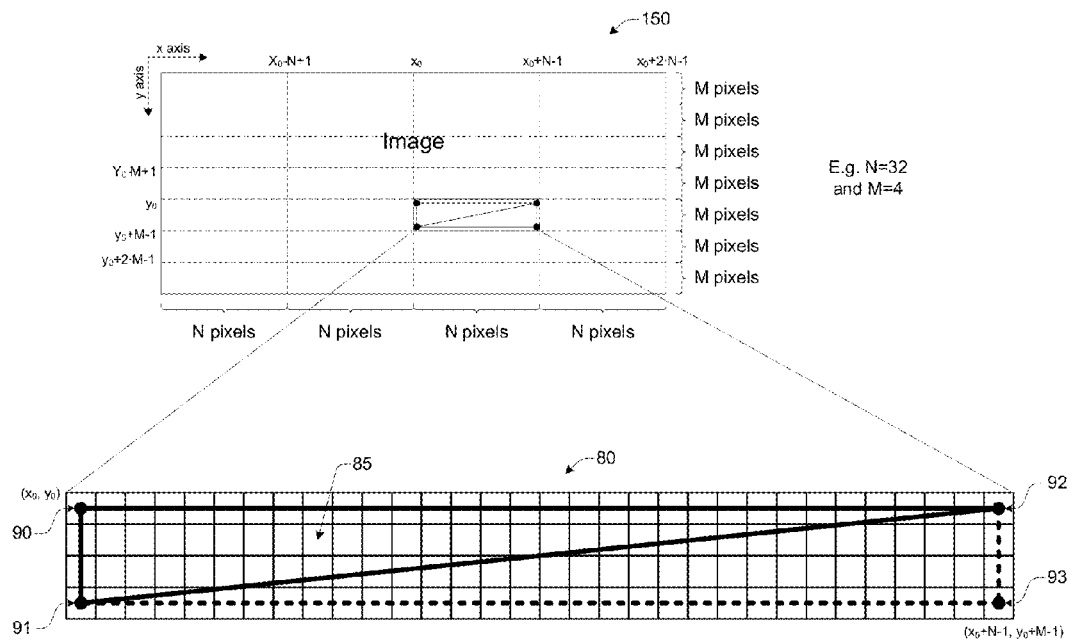 150
x axis
y axis
X₀-N+1
x₀
x₀+N-1
x₀+2·N-1
M pixels
M pixels
Image
M pixels
Y₀-M+1
M pixels
E.g. N=32
and M=4
y₀
M pixels
y₀+M-1
M pixels
y₀+2·M-1
M pixels
N pixels
N pixels
N pixels
N pixels
85
80
92
(x₀, y₀)
90
93
91
(x₀+N-1, y₀+M-1)